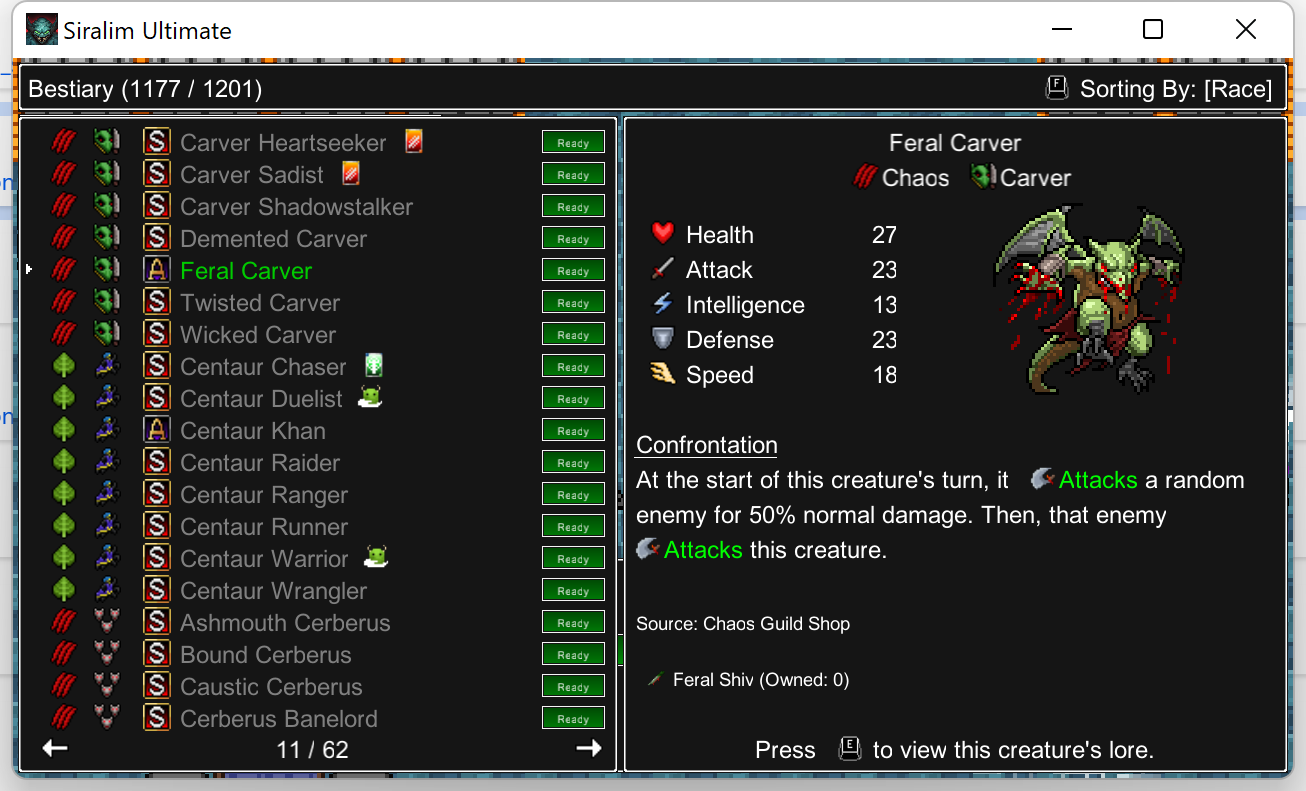 Siralim Ultimate
Bestiary (1177 / 1201)
F Sorting By: [Race]
S Carver Heartseeker Ready
S Carver Sadist Ready
S Carver Shadowstalker Ready
S Demented Carver Ready
A Feral Carver Ready
S Twisted Carver Ready
S Wicked Carver Ready
S Centaur Chaser Ready
S Centaur Duelist Ready
A Centaur Khan Ready
S Centaur Raider Ready
S Centaur Ranger Ready
S Centaur Runner Ready
S Centaur Warrior Ready
S Centaur Wrangler Ready
S Ashmouth Cerberus Ready
S Bound Cerberus Ready
S Caustic Cerberus Ready
S Cerberus Banelord Ready
11 / 62
Feral Carver
Chaos Carver
Health 27
Attack 23
Intelligence 13
Defense 23
Speed 18
Confrontation
At the start of this creature's turn, it Attacks a random
enemy for 50% normal damage. Then, that enemy
Attacks this creature.
Source: Chaos Guild Shop
Feral Shiv (Owned: 0)
Press E to view this creature's lore.